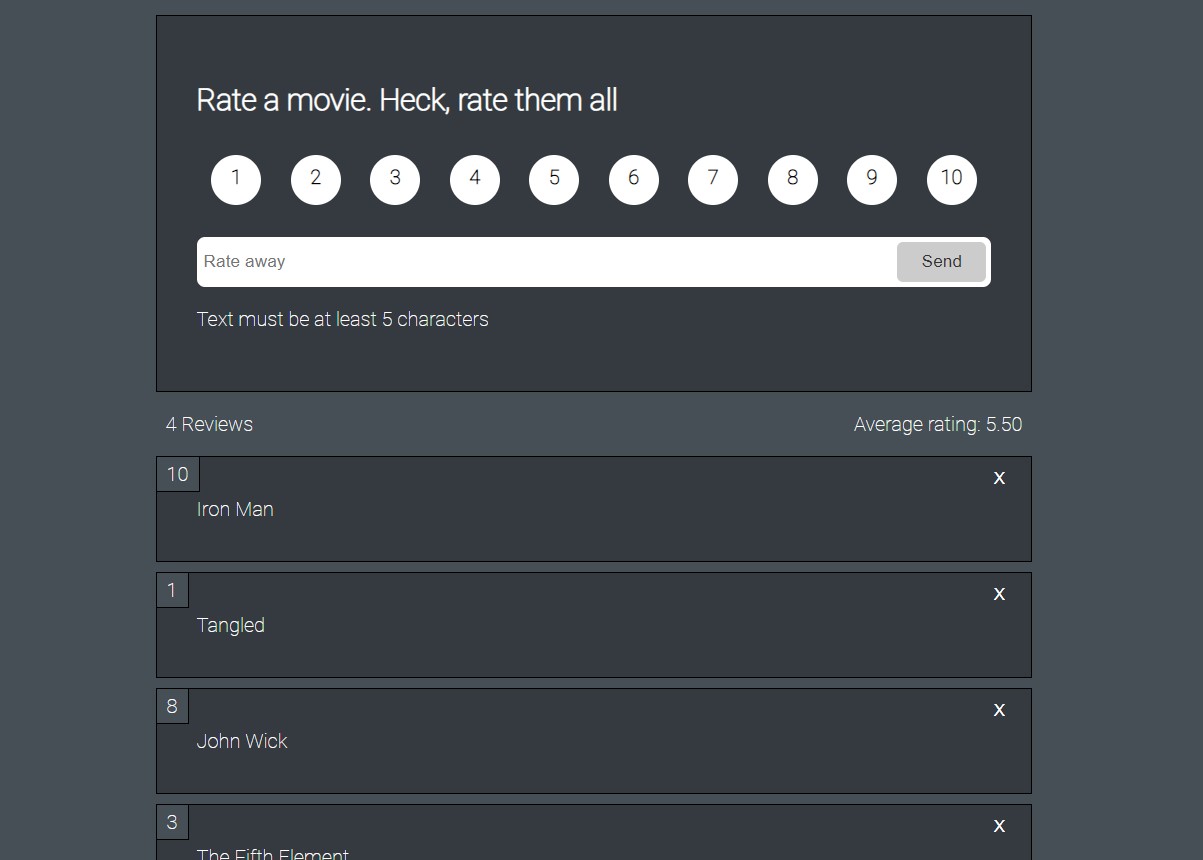 Rate a movie. Heck, rate them all
1 2 3 4 5 6 7 8 9 10
Rate away
Send
Text must be at least 5 characters
4 Reviews
Average rating: 5.50
10
x
Iron Man
1
x
Tangled
8
x
John Wick
3
x
The Fifth Element